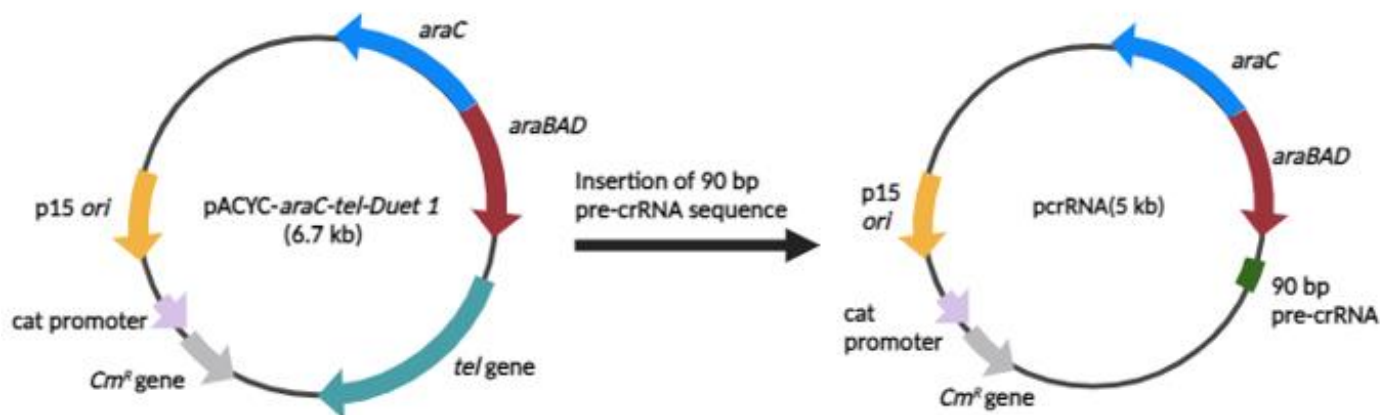 araC
araBAD
p15 ori
pACYC-araC-tel-Duet 1
(6.7 kb)
cat promoter
CmR gene
tel gene
Insertion of 90 bp
pre-crRNA sequence
araC
araBAD
p15
ori
pcrRNA(5 kb)
cat
promoter
CmR gene
90 bp
pre-crRNA